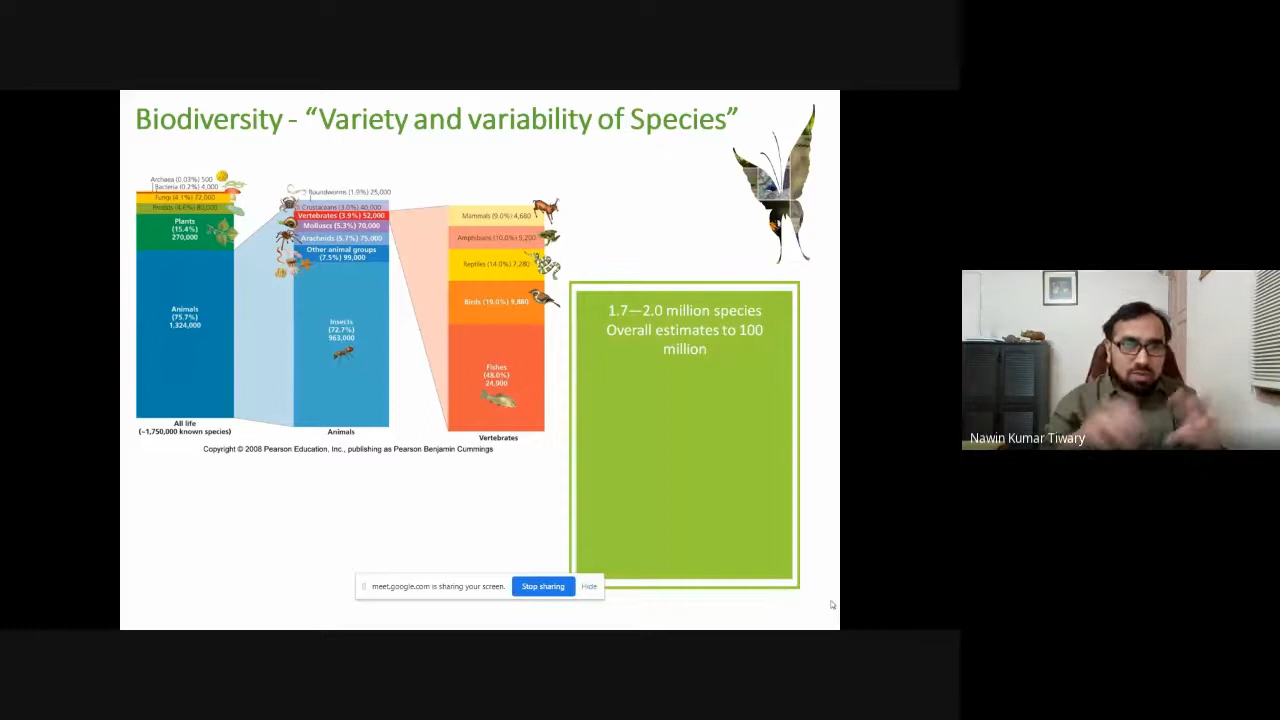 Biodiversity - “Variety and variability of Species”
Archaea (0.03%) 500
Bacteria (0.2%) 4,000
Fungi (4.1%) 72,000
Protists (4.6%) 80,000
Plants
(15.4%)
270,000
Animals
(75.7%)
1,324,000
All life
(~1,750,000 known species)
Roundworms (1.9%) 25,000
Crustaceans (3.0%) 40,000
Vertebrates (3.9%) 52,000
Molluscs (5.3%) 70,000
Arachnids (5.7%) 75,000
Other animal groups
(7.5%) 99,000
Insects
(72.7%)
963,000
Animals
Mammals (9.0%) 4,680
Amphibians (10.0%) 5,200
Reptiles (14.0%) 7,280
Birds (19.0%) 9,880
Fishes
(48.0%)
24,900
Vertebrates
Copyright © 2008 Pearson Education, Inc., publishing as Pearson Benjamin Cummings
1.7—2.0 million species
Overall estimates to 100
million
meet.google.com is sharing your screen.
Stop sharing
Hide
Nawin Kumar Tiwary